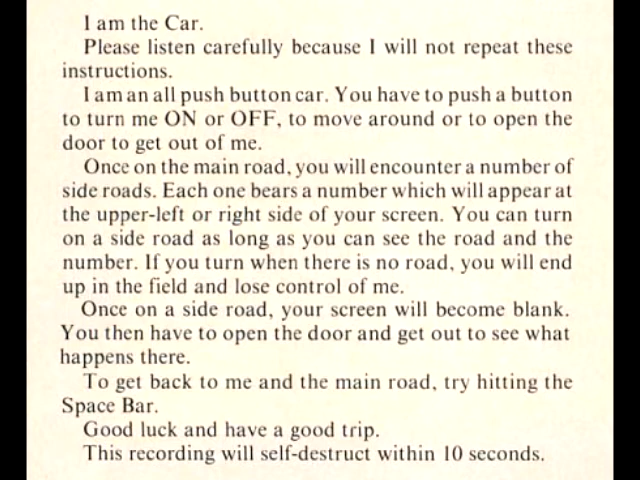 I am the Car.
Please listen carefully because I will not repeat these
instructions.
I am an all push button car. You have to push a button
to turn me ON or OFF, to move around or to open the
door to get out of me.
Once on the main road, you will encounter a number of
side roads. Each one bears a number which will appear at
the upper-left or right side of your screen. You can turn
on a side road as long as you can see the road and the
number. If you turn when there is no road, you will end
up in the field and lose control of me.
Once on a side road, your screen will become blank.
You then have to open the door and get out to see what
happens there.
To get back to me and the main road, try hitting the
Space Bar.
Good luck and have a good trip.
This recording will self-destruct within 10 seconds.